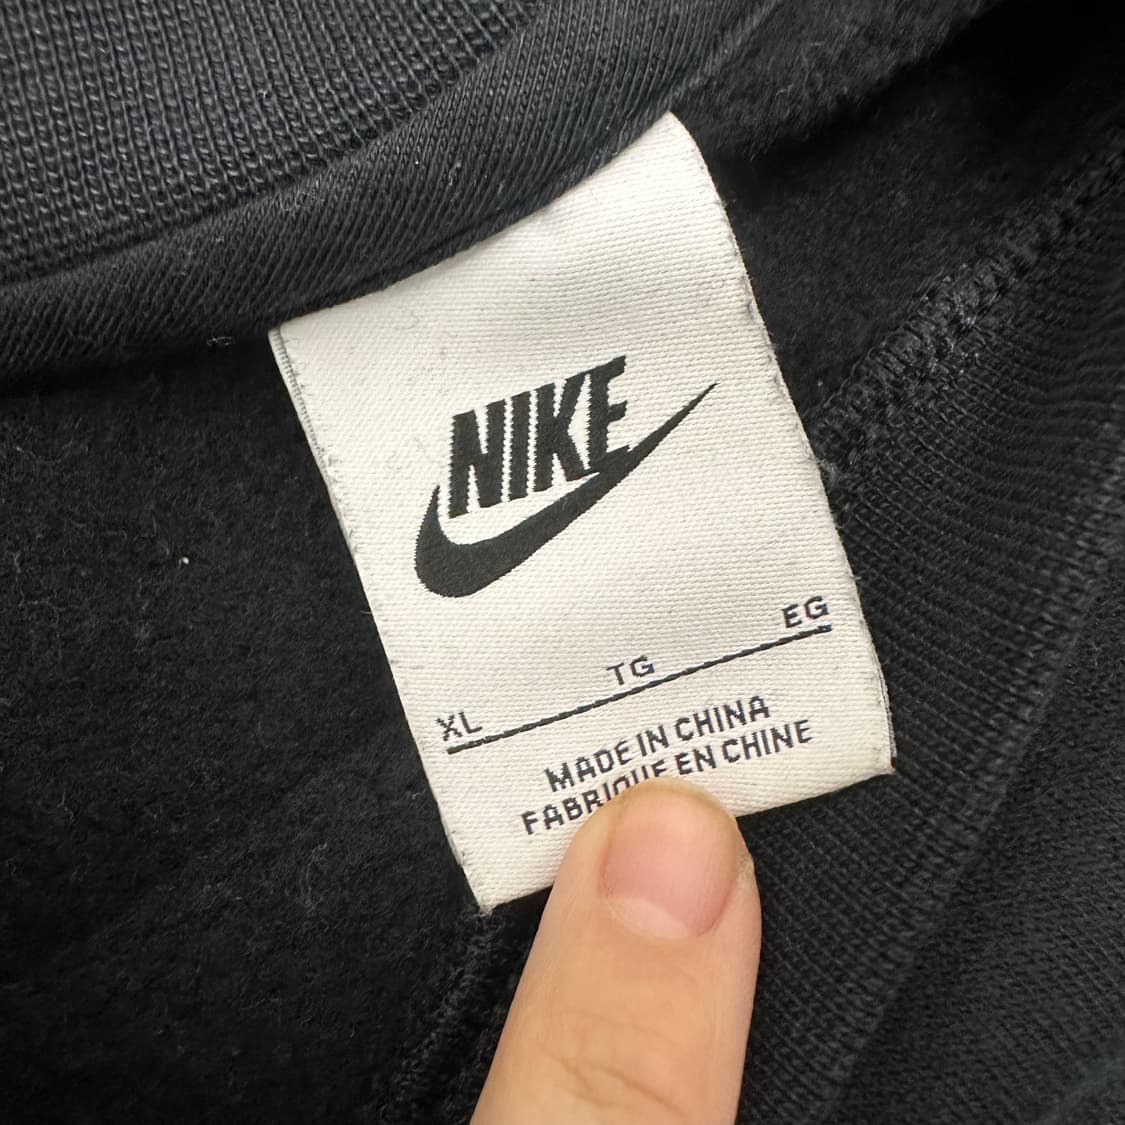 NIKE
XL TG EG
MADE IN CHINA
FABRIQUE EN CHINE